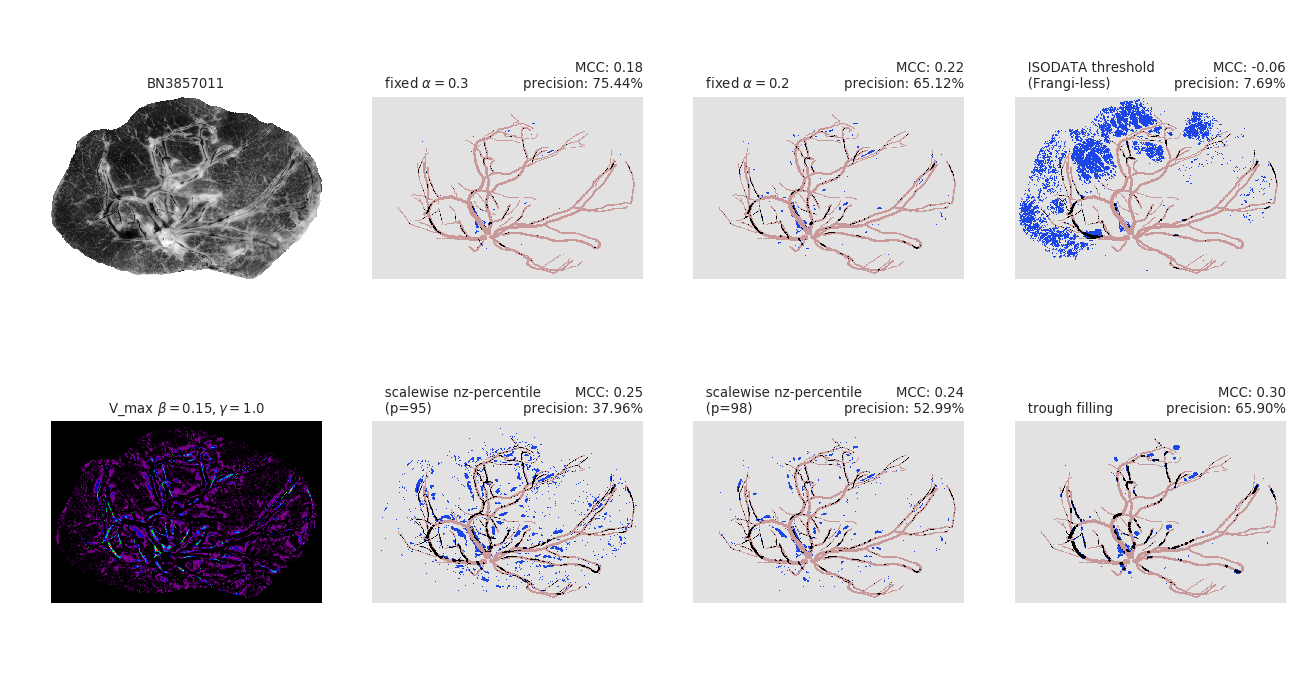 BN3857011
MCC: 0.18
fixed α = 0.3 precision: 75.44%
MCC: 0.22
fixed α = 0.2 precision: 65.12%
ISODATA threshold MCC: -0.06
(Frangi-less) precision: 7.69%
V_max β = 0.15, γ = 1.0
scalewise nz-percentile MCC: 0.25
(p=95) precision: 37.96%
scalewise nz-percentile MCC: 0.24
(p=98) precision: 52.99%
MCC: 0.30
trough filling precision: 65.90%